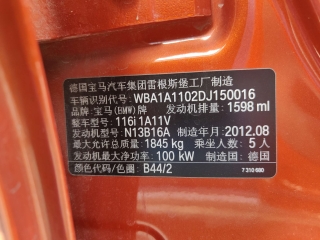 德国宝马汽车集团雷根斯堡工厂制造
车辆识别代号:WBA1A1102DJ150016
品牌/宝马(BMW)牌 发动机排量:1598 ml
整车型号:116i 1A11V
发动机型号:N13B16A 制造年月:2012.08
最大允许总质量:1845 kg 乘坐人数:5 人
发动机最大净功率:100 kW 制造国:德国
颜色代码/色圈:B44/2
7 310 680